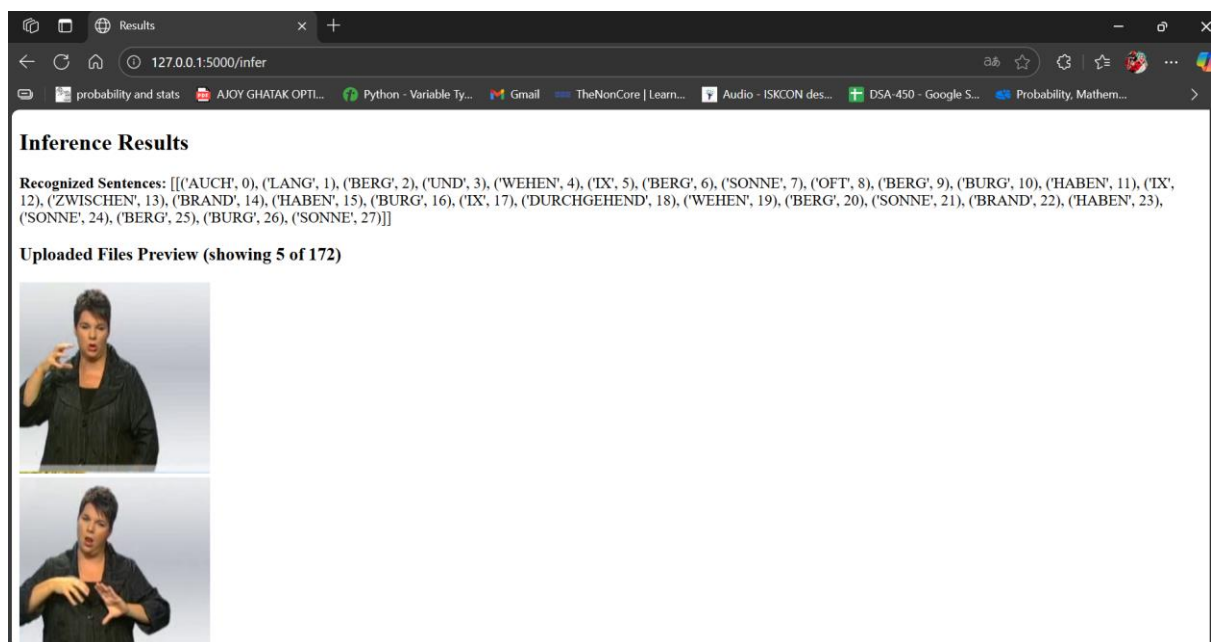 Results
127.0.0.1:5000/infer
probability and stats AJOY GHATAK OPTI... Python - Variable Ty... Gmail TheNonCore | Learn... Audio - ISKCON des... DSA-450 - Google S... Probability, Mathem...
Inference Results
Recognized Sentences: [[('AUCH', 0), ('LANG', 1), ('BERG', 2), ('UND', 3), ('WEHEN', 4), ('IX', 5), ('BERG', 6), ('SONNE', 7), ('OFT', 8), ('BERG', 9), ('BURG', 10), ('HABEN', 11), ('IX',
12), ('ZWISCHEN', 13), ('BRAND', 14), ('HABEN', 15), ('BURG', 16), ('IX', 17), ('DURCHGEHEND', 18), ('WEHEN', 19), ('BERG', 20), ('SONNE', 21), ('BRAND', 22), ('HABEN', 23),
('SONNE', 24), ('BERG', 25), ('BURG', 26), ('SONNE', 27)]]
Uploaded Files Preview (showing 5 of 172)